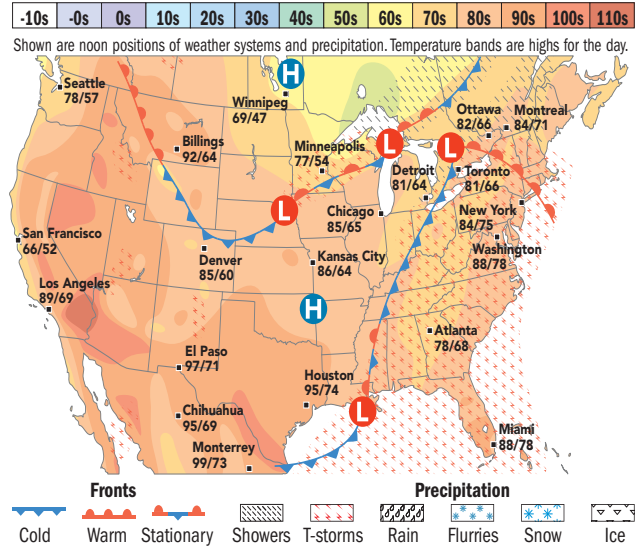 -10s -0s 0s 10s 20s 30s 40s 50s 60s 70s 80s 90s 100s 110s
Shown are noon positions of weather systems and precipitation. Temperature bands are highs for the day.
Seattle
78/57
H
Winnipeg
69/47
Ottawa
82/66
Montreal
84/71
Billings
92/64
Minneapolis
77/54
L
L
Detroit
81/64
Toronto
81/66
L
Chicago
85/65
New York
84/75
San Francisco
66/52
Denver
85/60
Kansas City
86/64
Washington
88/78
Los Angeles
89/69
H
Atlanta
78/68
El Paso
97/71
Houston
95/74
L
Chihuahua
95/69
Miami
88/78
Monterrey
99/73
Fronts
Precipitation
Cold Warm Stationary Showers T-storms Rain Flurries Snow Ice